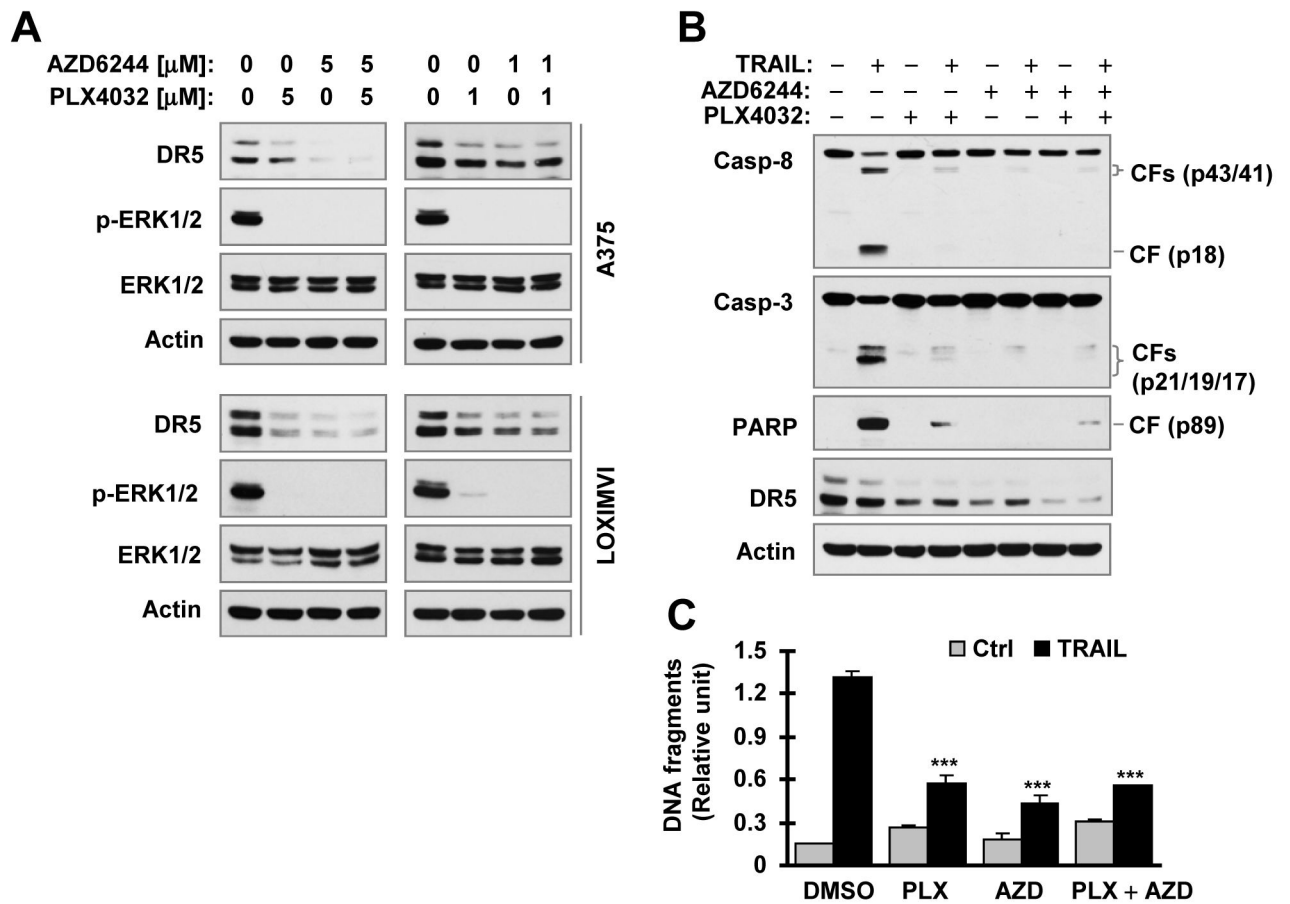 A
AZD6244 [μM]: 0 0 5 5 0 0 1 1
PLX4032 [μM]: 0 5 0 5 0 1 0 1
DR5
p-ERK1/2
ERK1/2
Actin
A375
DR5
p-ERK1/2
ERK1/2
Actin
LOXIMVI
B
TRAIL: – + – + – + – +
AZD6244: – – – – + + + +
PLX4032: – – + + – – + +
Casp-8
CFs (p43/41)
CF (p18)
Casp-3
CFs
(p21/19/17)
PARP
CF (p89)
DR5
Actin
C
DNA fragments
(Relative unit)
1.5
1.2
0.9
0.6
0.3
0
Ctrl TRAIL
*** *** ***
DMSO PLX AZD PLX + AZD